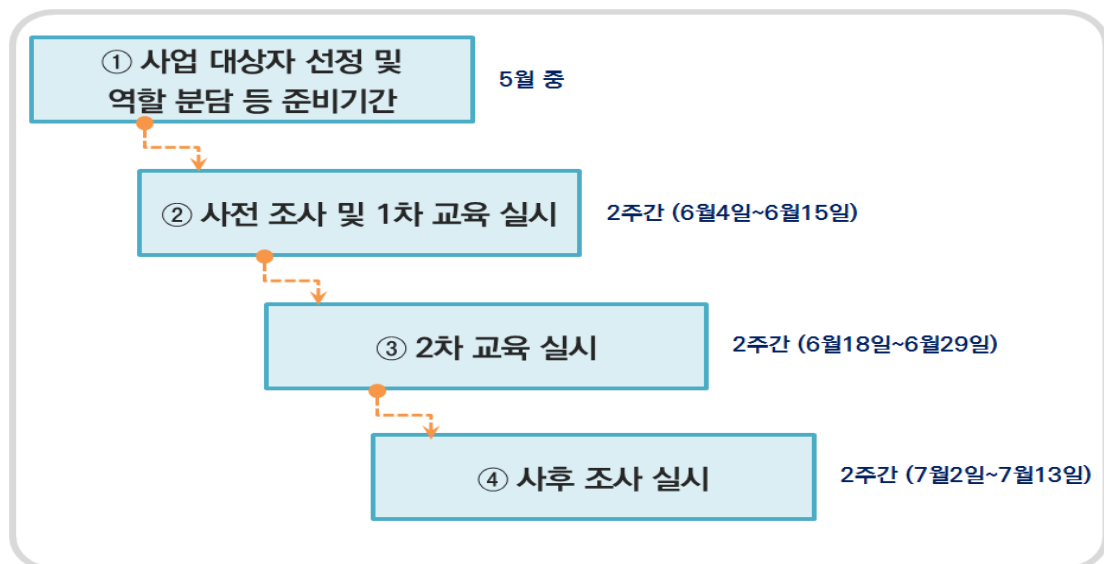 ① 사업 대상자 선정 및
역할 분담 등 준비기간
5월 중
② 사전 조사 및 1차 교육 실시
2주간 (6월4일~6월15일)
③ 2차 교육 실시
2주간 (6월18일~6월29일)
④ 사후 조사 실시
2주간 (7월2일~7월13일)